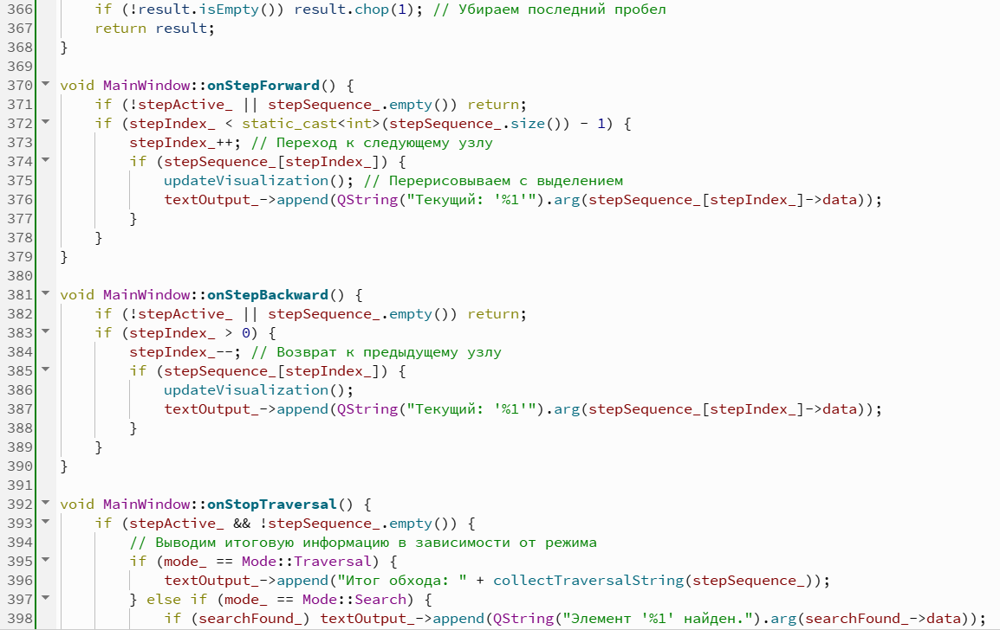 366 if (!result.isEmpty()) result.chop(1); // Убираем последний пробел
367 return result;
368 }
369
370 void MainWindow::onStepForward() {
371 if (!stepActive_ || stepSequence_.empty()) return;
372 if (stepIndex_ < static_cast<int>(stepSequence_.size()) - 1) {
373 stepIndex_++; // Переход к следующему узлу
374 if (stepSequence_[stepIndex_]) {
375 updateVisualization(); // Перерисовываем с выделением
376 textOutput_->append(QString("Текущий: '%1'").arg(stepSequence_[stepIndex_]->data));
377 }
378 }
379 }
380
381 void MainWindow::onStepBackward() {
382 if (!stepActive_ || stepSequence_.empty()) return;
383 if (stepIndex_ > 0) {
384 stepIndex_--; // Возврат к предыдущему узлу
385 if (stepSequence_[stepIndex_]) {
386 updateVisualization();
387 textOutput_->append(QString("Текущий: '%1'").arg(stepSequence_[stepIndex_]->data));
388 }
389 }
390 }
391
392 void MainWindow::onStopTraversal() {
393 if (stepActive_ && !stepSequence_.empty()) {
394 // Выводим итоговую информацию в зависимости от режима
395 if (mode_ == Mode::Traversal) {
396 textOutput_->append("Итог обхода: " + collectTraversalString(stepSequence_));
397 } else if (mode_ == Mode::Search) {
398 if (searchFound_) textOutput_->append(QString("Элемент '%1' найден.").arg(searchFound_->data));